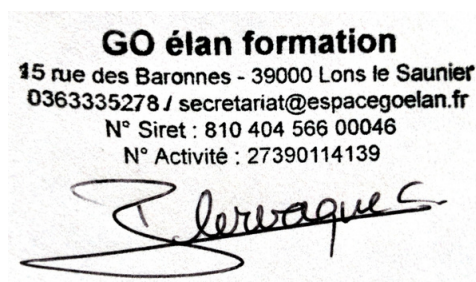 GO élan formation
15 rue des Baronnes - 39000 Lons le Saunier
0363335278 / secretariat@espacegoelan.fr
N° Siret : 810 404 566 00046
N° Activité : 27390114139